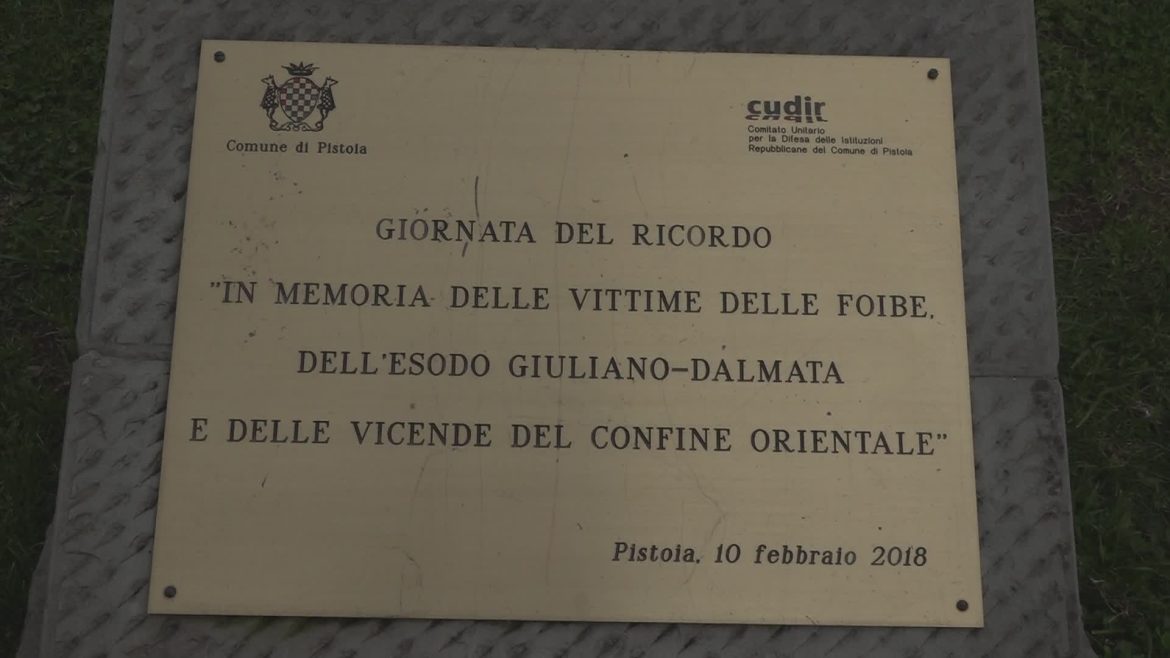 Comune di Pistoia
cudir
Comitato Unitario
per la Difesa delle Istituzioni
Repubblicane del Comune di Pistoia
GIORNATA DEL RICORDO
"IN MEMORIA DELLE VITTIME DELLE FOIBE,
DELL'ESODO GIULIANO-DALMATA
E DELLE VICENDE DEL CONFINE ORIENTALE"
Pistoia, 10 febbraio 2018